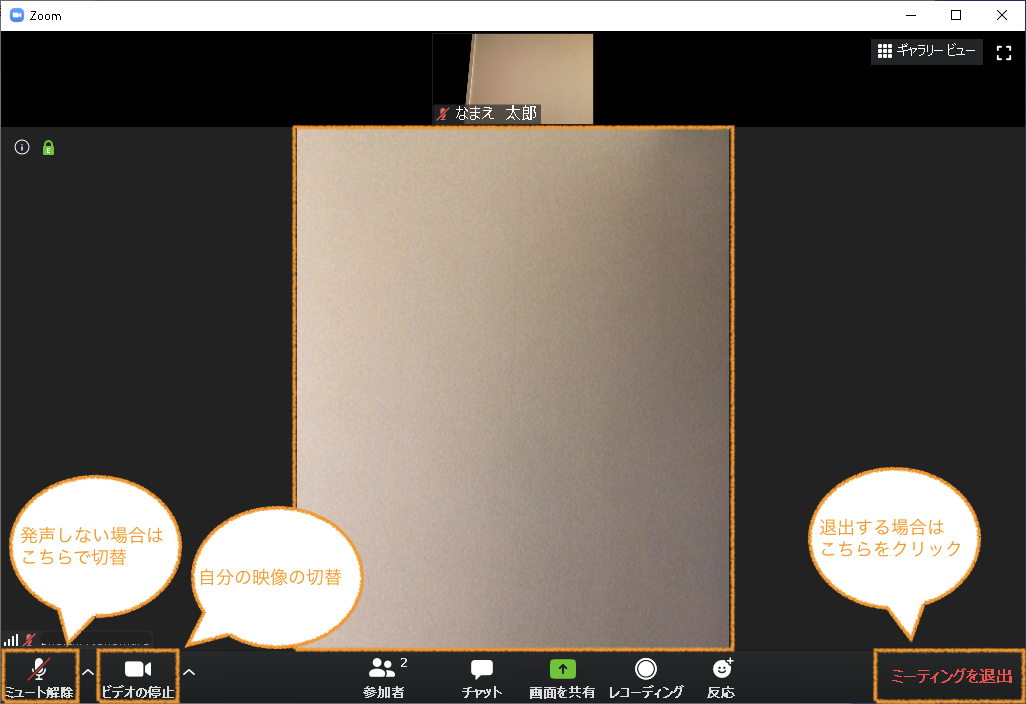 Zoom
ギャラリービュー
なまえ 太郎
発声しない場合は
こちらで切替
自分の映像の切替
退出する場合は
こちらをクリック
ミュート解除
ビデオの停止
2
参加者
チャット
画面を共有
レコーディング
反応
ミーティングを退出